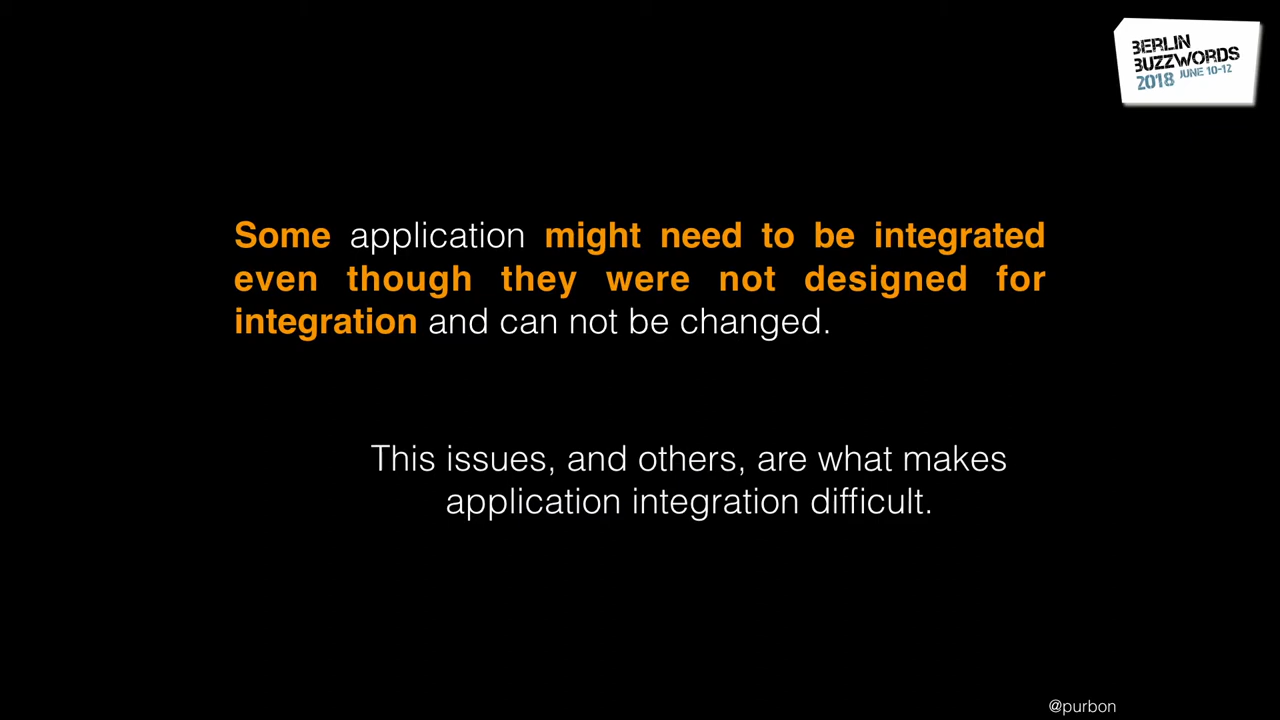 BERLIN
BUZZWORDS
2018 JUNE 10-12
Some application might need to be integrated
even though they were not designed for
integration and can not be changed.
This issues, and others, are what makes
application integration difficult.
@purbon